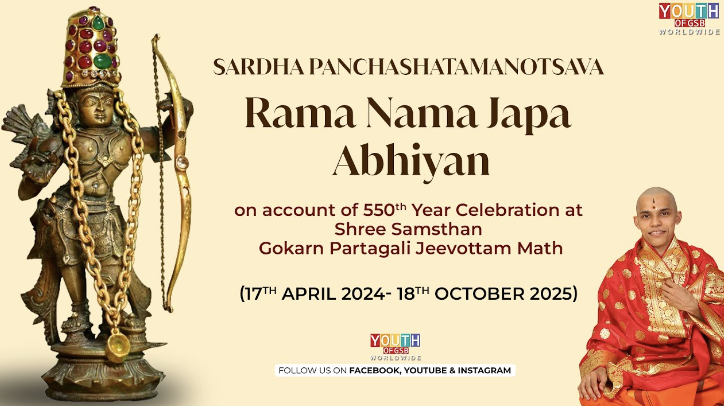 YOUTH
OF GSB
WORLDWIDE
SARDHA PANCHASHATAMANOTSAVA
Rama Nama Japa
Abhiyan
on account of 550th Year Celebration at
Shree Samsthan
Gokarn Partagali Jeevottam Math
(17TH APRIL 2024- 18TH OCTOBER 2025)
YOUTH
OF GSB
WORLDWIDE
FOLLOW US ON FACEBOOK, YOUTUBE & INSTAGRAM